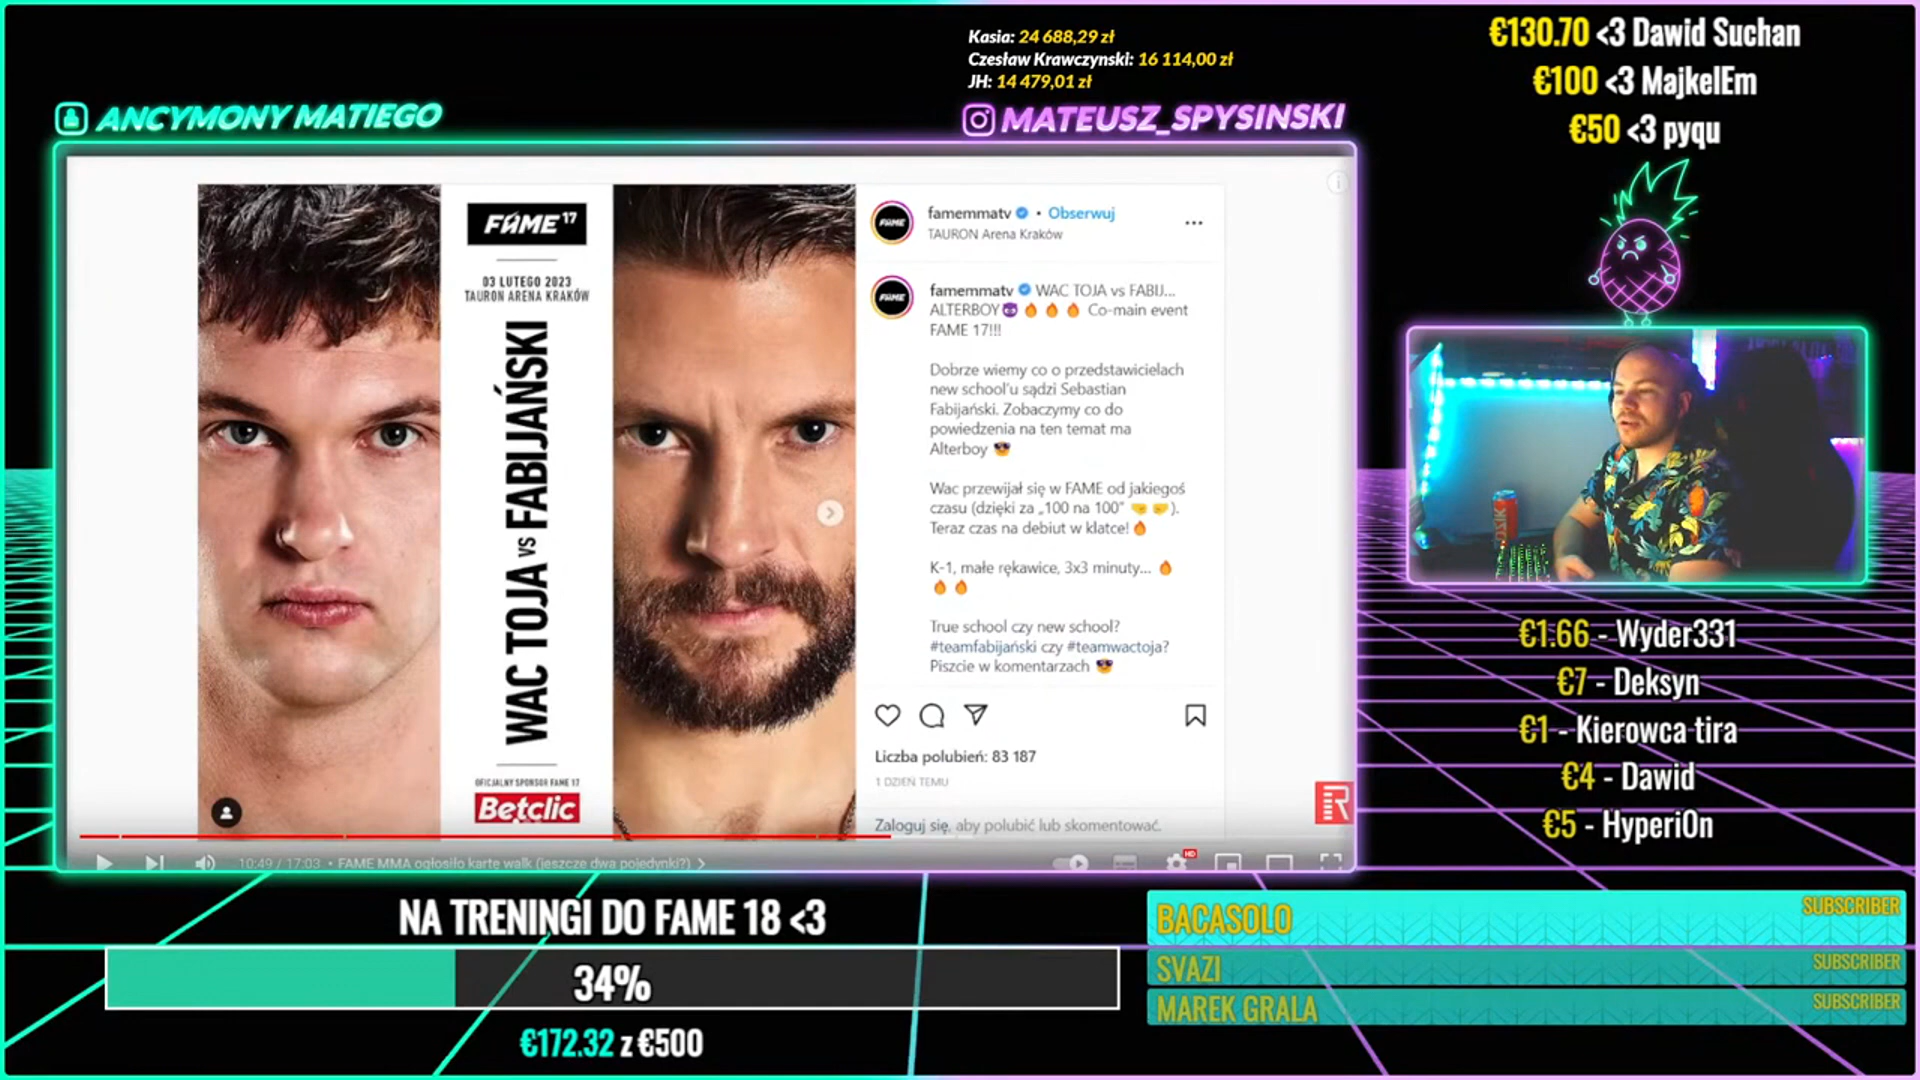 Kasia: 24 688,29 zł
Czesław Krawczynski: 16 114,00 zł
JH: 14 479,01 zł
€130.70 <3 Dawid Suchan
€100 <3 MajkelEm
€50 <3 pyqu
ANCYMONY MATIEGO
MATEUSZ_SPYSINSKI
FAME 17
03 LUTEGO 2023
TAURON ARENA KRAKÓW
WAC TOJA vs FABIJAŃSKI
OFICJALNY SPONSOR FAME 17
Betclic
FAME
famemmatv • Obserwuj
TAURON Arena Kraków
FAME
famemmatv WAC TOJA vs FABIJ...
ALTERBOY😈🔥🔥🔥 Co-main event
FAME 17!!!
Dobrze wiemy co o przedstawicielach
new school'u sądzi Sebastian
Fabijański. Zobaczymy co do
powiedzenia na ten temat ma
Alterboy 😎
Wac przewijał się w FAME od jakiegoś
czasu (dzięki za „100 na 100" 🤜🤛).
Teraz czas na debiut w klatce!🔥
K-1, małe rękawice, 3x3 minuty... 🔥
🔥🔥
True school czy new school?
#teamfabijański czy #teamwactoja?
Piszcie w komentarzach 😎
Liczba polubień: 83 187
1 DZIEŃ TEMU
Zaloguj się, aby polubić lub skomentować.
R
10:49 / 17:03 • FAME MMA ogłosiło kartę walk (jeszcze dwa pojedynki?)
HD
€1.66 - Wyder331
€7 - Deksyn
€1 - Kierowca tira
€4 - Dawid
€5 - Hyperi0n
NA TRENINGI DO FAME 18 <3
34%
€172.32 z €500
BACASOLO SUBSCRIBER
SVAZI SUBSCRIBER
MAREK GRALA SUBSCRIBER